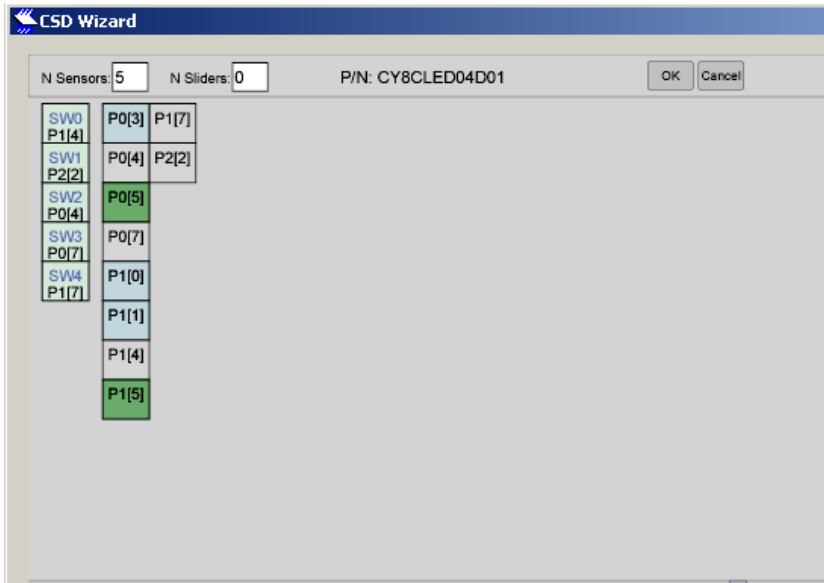 CSD Wizard
N Sensors: 5 N Sliders: 0 P/N: CY8CLED04D01 OK Cancel
SW0 P0[3] P1[7]
P1[4]
SW1 P0[4] P2[2]
P2[2]
SW2 P0[5]
P0[4]
SW3 P0[7]
P0[7]
SW4 P1[0]
P1[7]
P1[1]
P1[4]
P1[5]